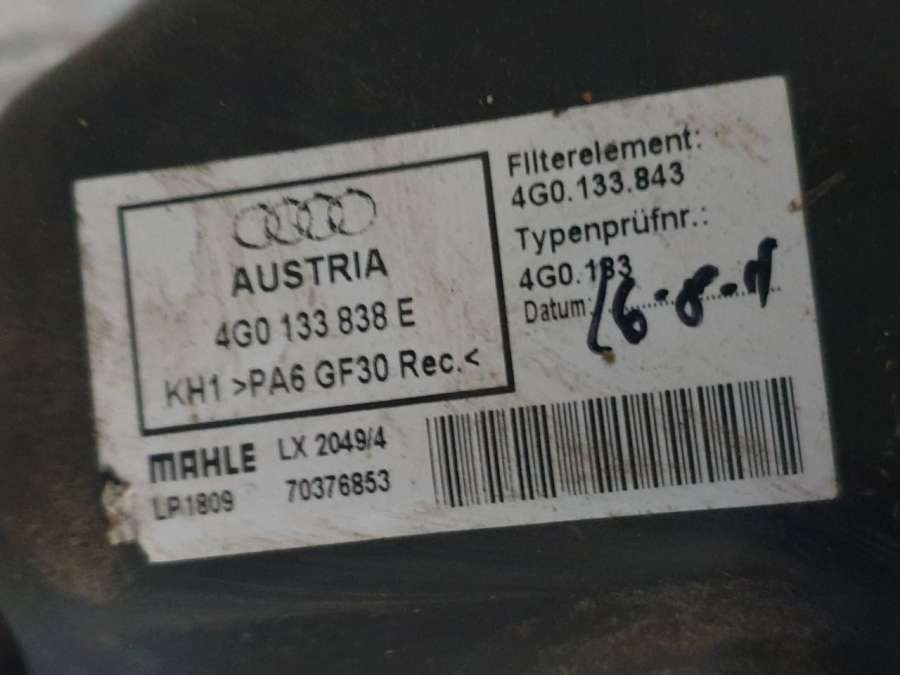 AUSTRIA
4G0 133 838 E
KH1 >PA6 GF30 Rec.<
MAHLE LX 2049/4
LP1809 70376853
Filterelement:
4G0.133.843
Typenprüfnr.:
4G0.133
Datum: